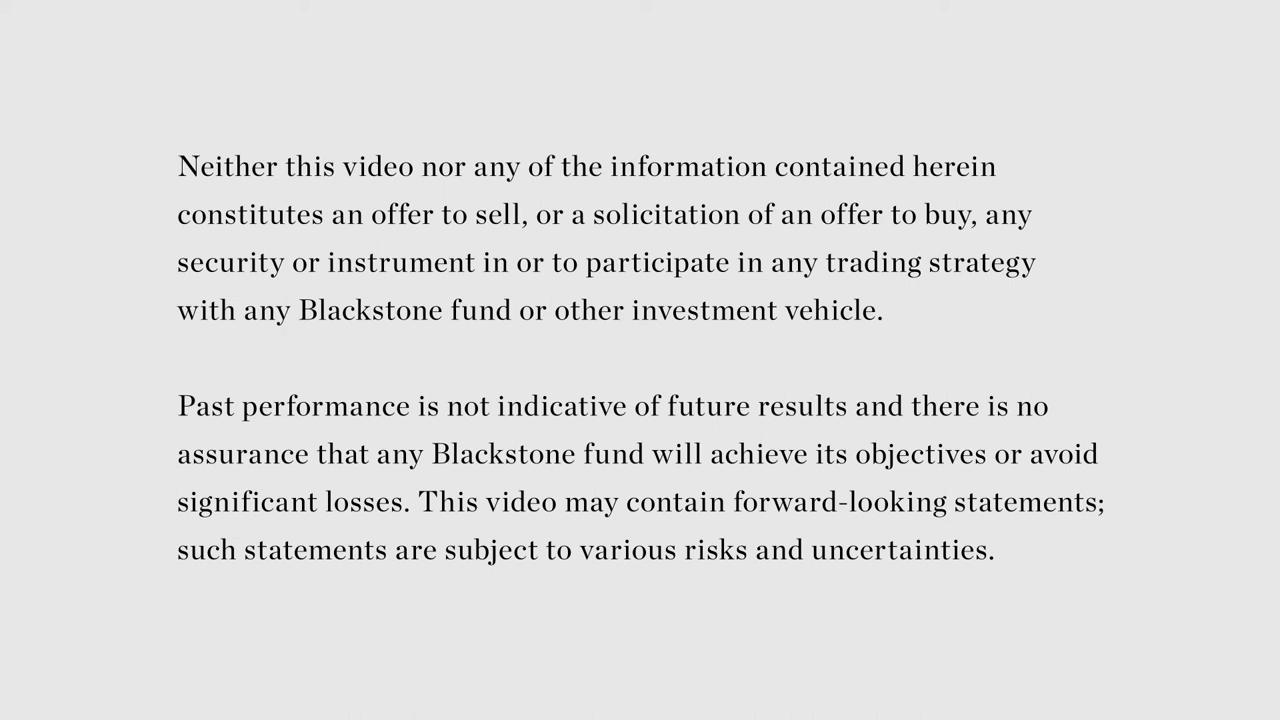 Neither this video nor any of the information contained herein
constitutes an offer to sell, or a solicitation of an offer to buy, any
security or instrument in or to participate in any trading strategy
with any Blackstone fund or other investment vehicle.
Past performance is not indicative of future results and there is no
assurance that any Blackstone fund will achieve its objectives or avoid
significant losses. This video may contain forward-looking statements;
such statements are subject to various risks and uncertainties.